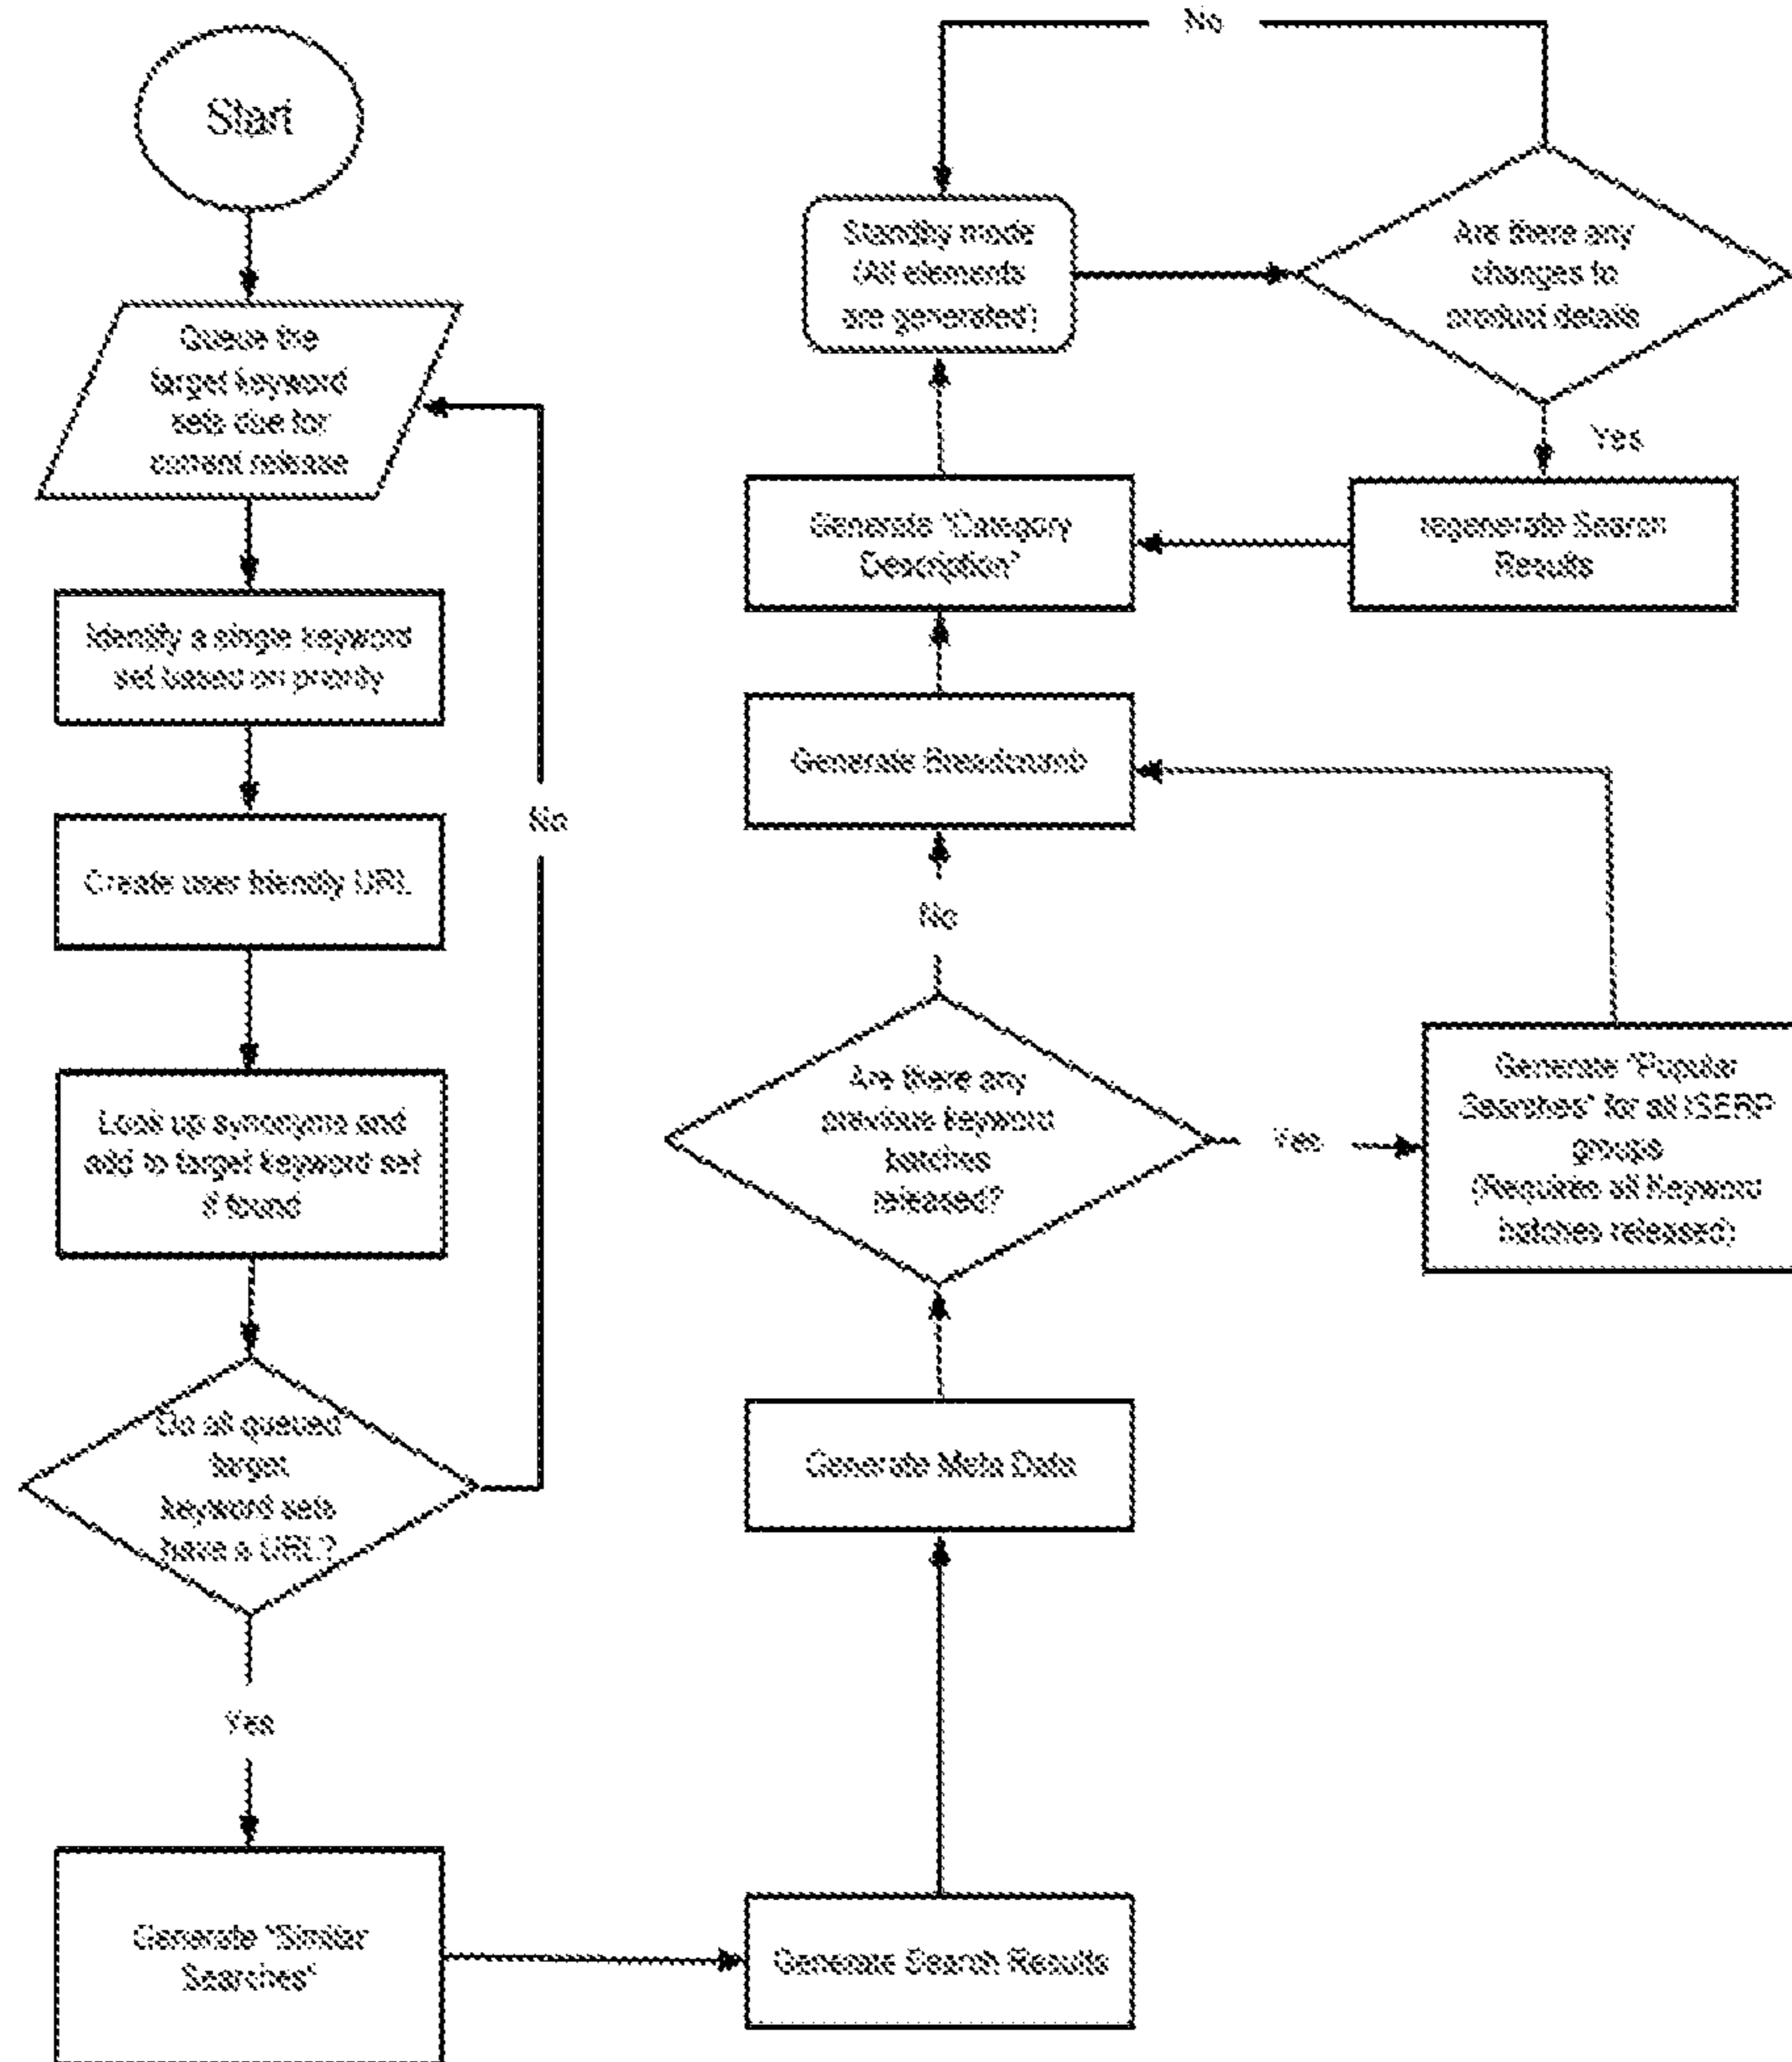 Start
Queue the
target keyword
sets due for
current release
Identify a single keyword
set based on priority
Create user friendly URL
Look up synonyms and
add to target keyword set
if found
Do all queued
target
keyword sets
have a URL?
No
Yes
Generate "Similar
Searches"
Generate Search Results
Generate Meta Data
Are there any
previous keyword
batches
released?
Yes
Generate "Popular
Searches" for all ISERP
groups
(Requires all Keyword
batches released)
No
Generate Breadcrumb
Generate "Category
Description"
Standby mode
(All elements
are generated)
Are there any
changes to
product details
No
Yes
regenerate Search
Results